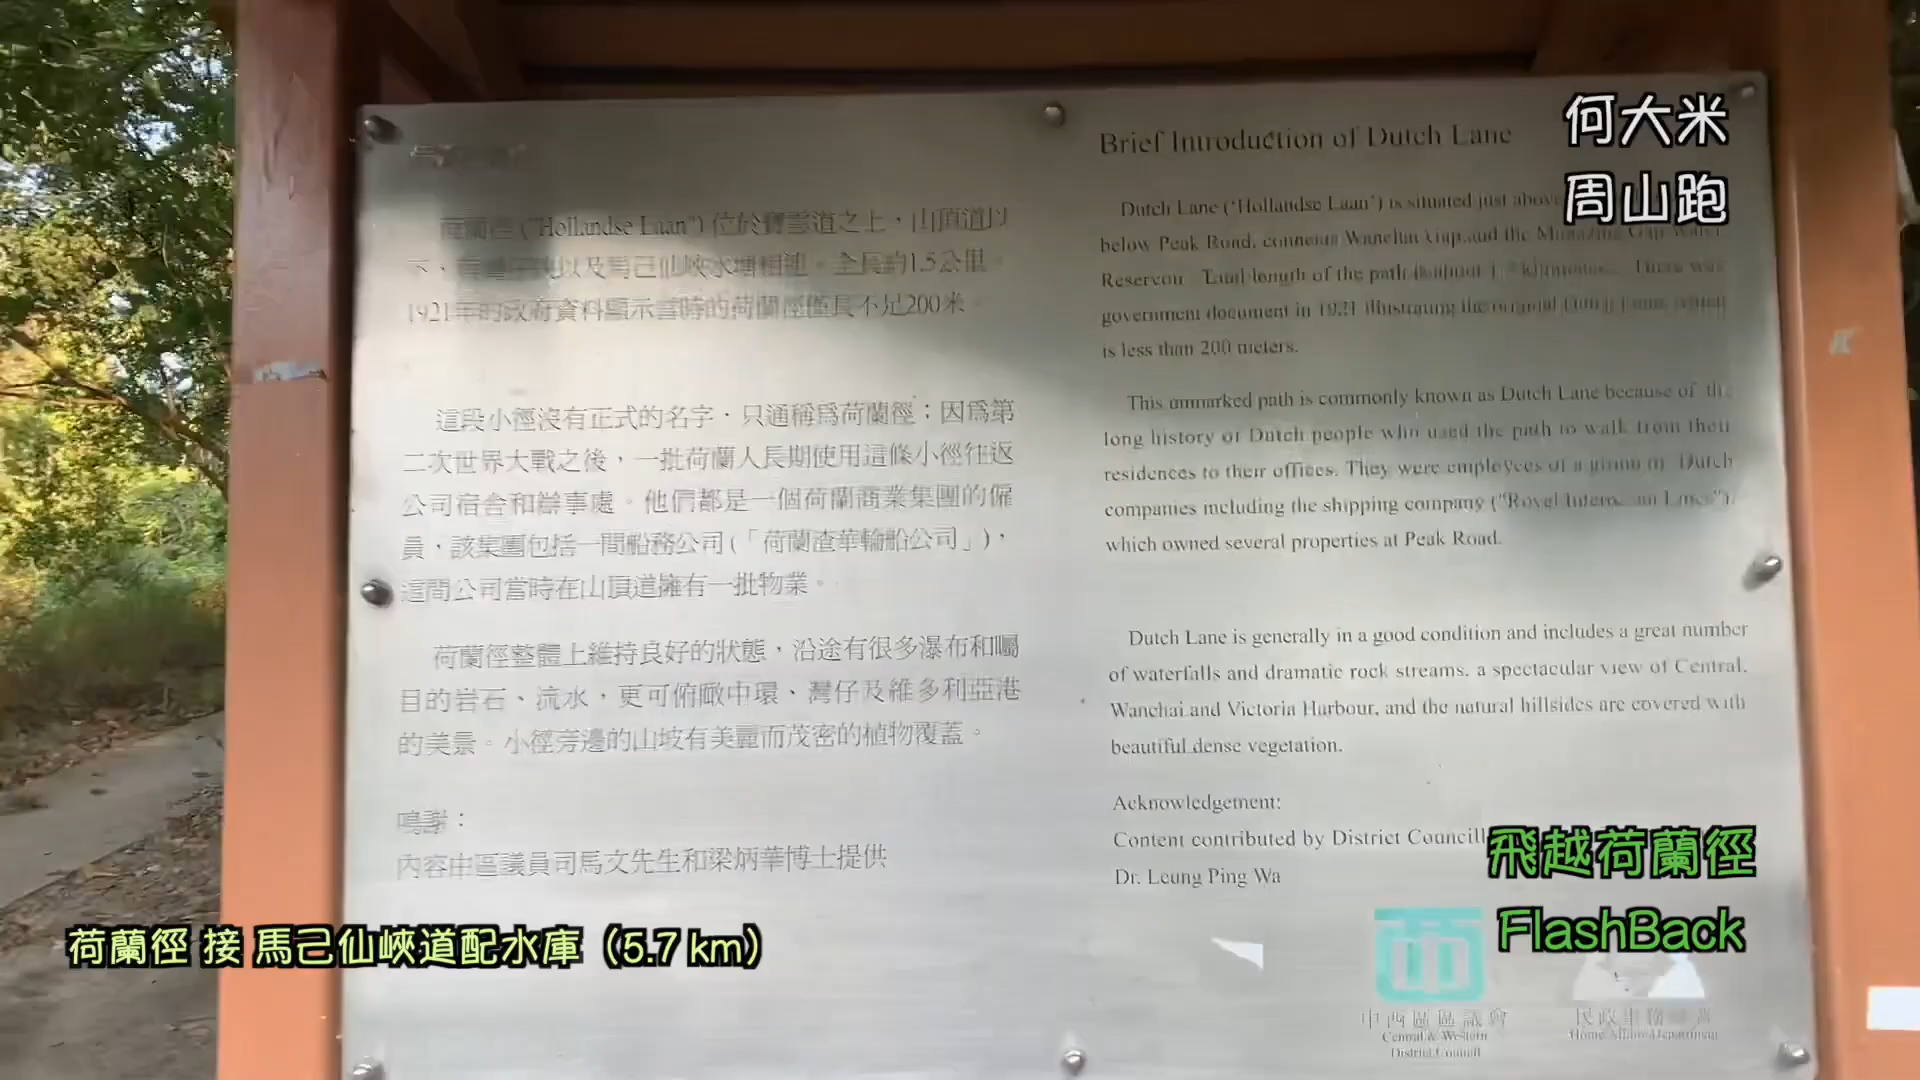 ("Hollandse Laan") 位於寶雲道之上，山頂道以
下、以及馬己仙峽水塘相連。全長約1.5公里。
1921年的政府資料顯示當時的荷蘭徑僅長不足200米。
這段小徑沒有正式的名字，只通稱爲荷蘭徑；因爲第
二次世界大戰之後，一批荷蘭人長期使用這條小徑往返
公司宿舍和辦事處。他們都是一個荷蘭商業集團的僱
員，該集團包括一間船務公司 (「荷蘭渣華輪船公司」)，
這間公司當時在山頂道擁有一批物業。
荷蘭徑整體上維持良好的狀態，沿途有很多瀑布和矚
目的岩石、流水，更可俯瞰中環、灣仔及維多利亞港
的美景。小徑旁邊的山坡有美麗而茂密的植物覆蓋。
鳴謝：
內容由區議員司馬文先生和梁炳華博士提供
Brief Introduction of Dutch Lane
Dutch Lane ('Hollandse Laan') is situated just above
below Peak Road, connects Wanchai Gap and the Magazine Gap Water
Reservoir. Total length of the path is about 1.5 kilometres. There was
government document in 1921 illustrating the original Dutch Lane which
is less than 200 meters.
This unmarked path is commonly known as Dutch Lane because of the
long history of Dutch people who used the path to walk from their
residences to their offices. They were employees of a group of Dutch
companies including the shipping company ("Royal Interocean Lines"),
which owned several properties at Peak Road.
Dutch Lane is generally in a good condition and includes a great number
of waterfalls and dramatic rock streams, a spectacular view of Central,
Wanchai and Victoria Harbour, and the natural hillsides are covered with
beautiful dense vegetation.
Acknowledgement:
Content contributed by District Councill
Dr. Leung Ping Wa
中西區區議會
Central & Western
District Council
民政事務總署
Home Affairs Department
何大米
周山跑
飛越荷蘭徑
FlashBack
荷蘭徑 接 馬己仙峽道配水庫（5.7 km）